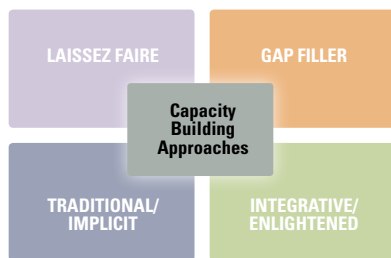 LAISSEZ FAIRE
GAP FILLER
Capacity
Building
Approaches
TRADITIONAL/
IMPLICIT
INTEGRATIVE/
ENLIGHTENED